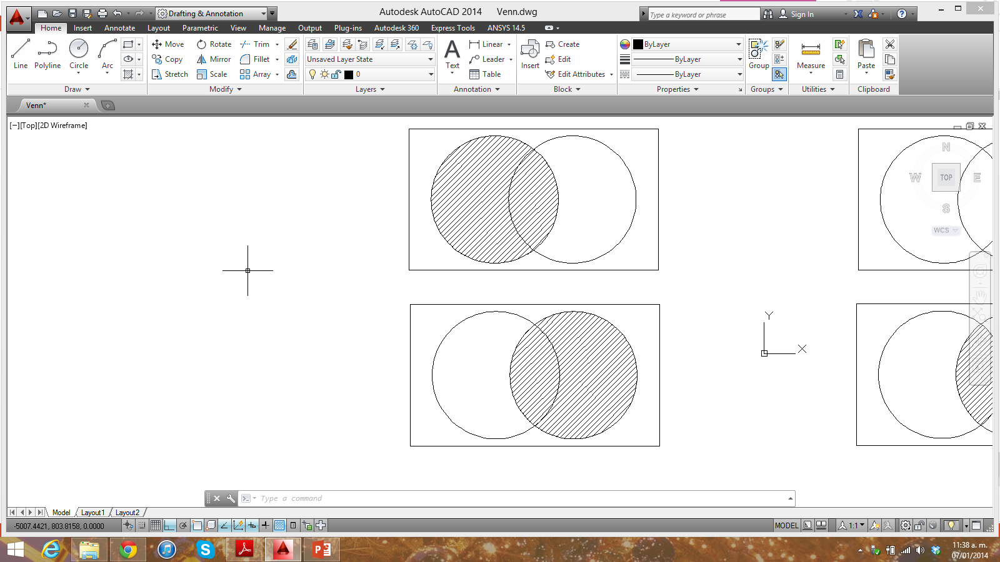 Drafting & Annotation
Autodesk AutoCAD 2014 Venn.dwg
Type a keyword or phrase
Sign In
Home Insert Annotate Layout Parametric View Manage Output Plug-ins Autodesk 360 Express Tools ANSYS 14.5
Line Polyline Circle Arc
Move Rotate Trim
Copy Mirror Fillet
Stretch Scale Array
Unsaved Layer State
0
Text
Linear
Leader
Table
Insert
Create
Edit
Edit Attributes
ByLayer
ByLayer
ByLayer
Group
Measure
Paste
Draw Modify Layers Annotation Block Properties Groups Utilities Clipboard
Venn*
[−][Top][2D Wireframe]
N
W TOP E
S
WCS
Y
X
Type a command
Model Layout1 Layout2
-5007.4421, 803.8158, 0.0000
MODEL
1:1
11:38 a. m.
07/01/2014